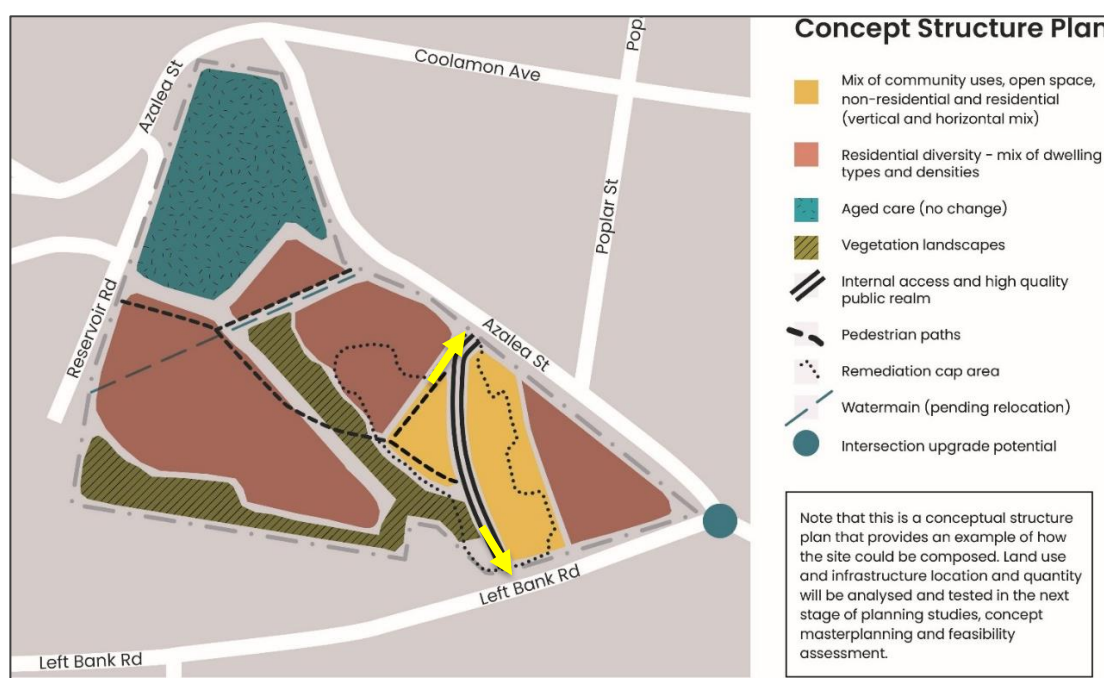 Concept Structure Plan
Mix of community uses, open space,
non-residential and residential
(vertical and horizontal mix)
Residential diversity - mix of dwelling
types and densities
Aged care (no change)
Vegetation landscapes
Internal access and high quality
public realm
Pedestrian paths
Remediation cap area
Watermain (pending relocation)
Intersection upgrade potential
Note that this is a conceptual structure
plan that provides an example of how
the site could be composed. Land use
and infrastructure location and quantity
will be analysed and tested in the next
stage of planning studies, concept
masterplanning and feasibility
assessment.
Azalea St
Coolamon Ave
Pop
Poplar St
Reservoir Rd
Azalea St
Left Bank Rd
Left Bank Rd